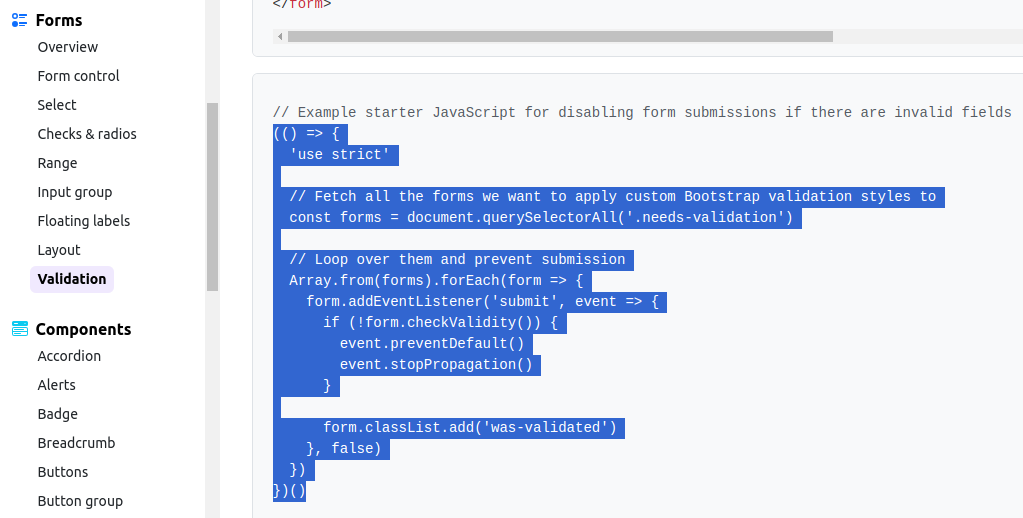 Forms
Overview
Form control
Select
Checks & radios
Range
Input group
Floating labels
Layout
Validation
Components
Accordion
Alerts
Badge
Breadcrumb
Buttons
Button group
</form>
// Example starter JavaScript for disabling form submissions if there are invalid fields
(() => {
  'use strict'

  // Fetch all the forms we want to apply custom Bootstrap validation styles to
  const forms = document.querySelectorAll('.needs-validation')

  // Loop over them and prevent submission
  Array.from(forms).forEach(form => {
    form.addEventListener('submit', event => {
      if (!form.checkValidity()) {
        event.preventDefault()
        event.stopPropagation()
      }

      form.classList.add('was-validated')
    }, false)
  })
})()